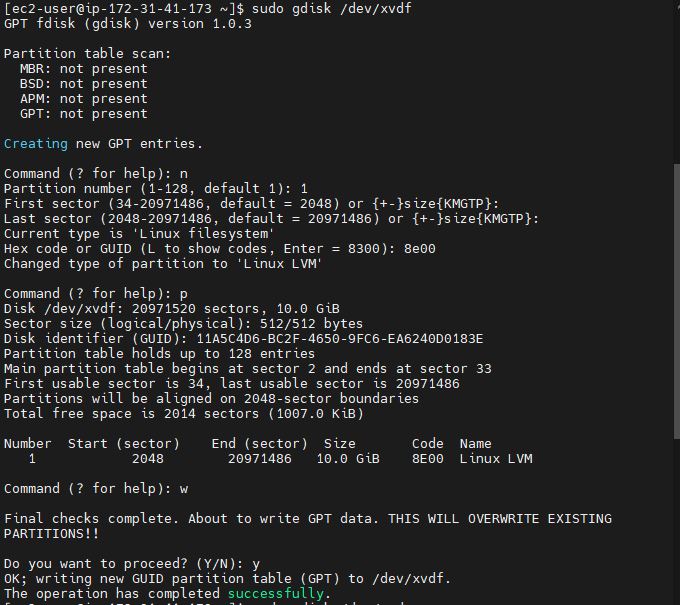 [ec2-user@ip-172-31-41-173 ~]$ sudo gdisk /dev/xvdf
GPT fdisk (gdisk) version 1.0.3
Partition table scan:
  MBR: not present
  BSD: not present
  APM: not present
  GPT: not present
Creating new GPT entries.
Command (? for help): n
Partition number (1-128, default 1): 1
First sector (34-20971486, default = 2048) or {+-}size{KMGTP}:
Last sector (2048-20971486, default = 20971486) or {+-}size{KMGTP}:
Current type is 'Linux filesystem'
Hex code or GUID (L to show codes, Enter = 8300): 8e00
Changed type of partition to 'Linux LVM'
Command (? for help): p
Disk /dev/xvdf: 20971520 sectors, 10.0 GiB
Sector size (logical/physical): 512/512 bytes
Disk identifier (GUID): 11A5C4D6-BC2F-4650-9FC6-EA6240D0183E
Partition table holds up to 128 entries
Main partition table begins at sector 2 and ends at sector 33
First usable sector is 34, last usable sector is 20971486
Partitions will be aligned on 2048-sector boundaries
Total free space is 2014 sectors (1007.0 KiB)
Number  Start (sector)    End (sector)  Size       Code  Name
   1            2048        20971486   10.0 GiB    8E00  Linux LVM
Command (? for help): w
Final checks complete. About to write GPT data. THIS WILL OVERWRITE EXISTING
PARTITIONS!!
Do you want to proceed? (Y/N): y
OK; writing new GUID partition table (GPT) to /dev/xvdf.
The operation has completed successfully.